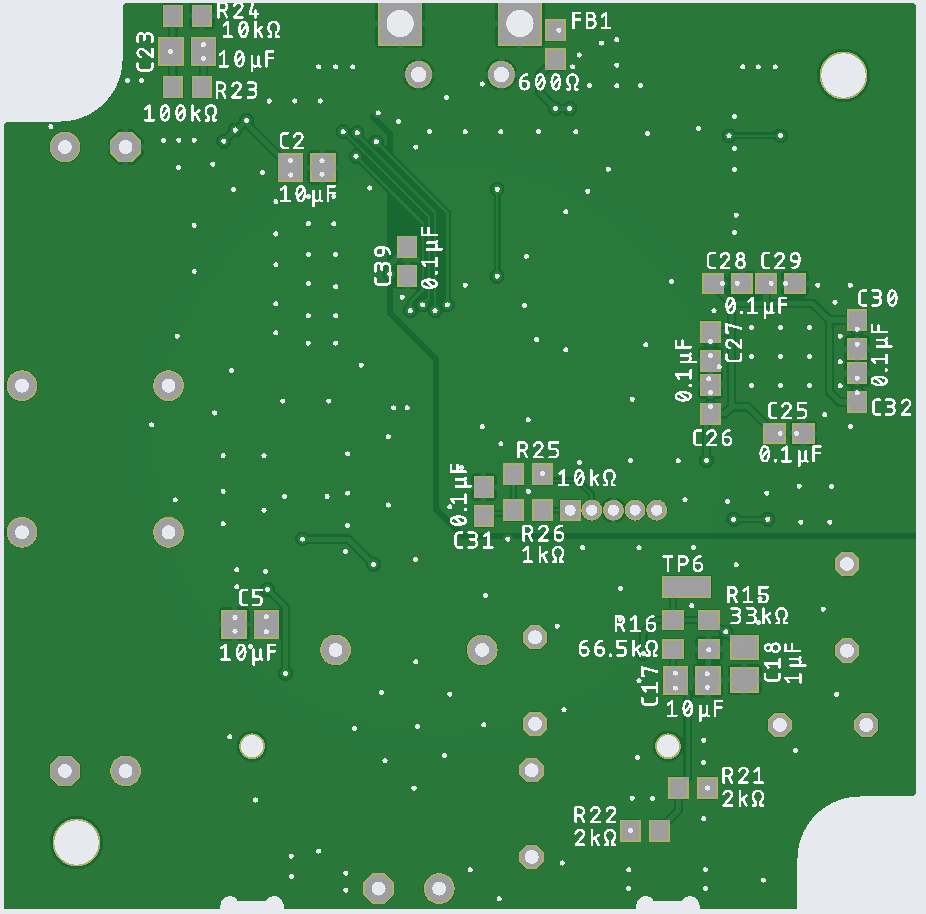 R24
10kΩ
C23
10µF
R23
100kΩ
FB1
600Ω
C2
10µF
C39
0.1µF
C28 C29
0.1µF
C30
0.1µF
C32
C27
0.1µF
C26
C25
0.1µF
R25
10kΩ
0.1µF
C31
R26
1kΩ
TP6
R15
33kΩ
R16
66.5kΩ
C18
1µF
C17
10µF
C5
10µF
R21
2kΩ
R22
2kΩ